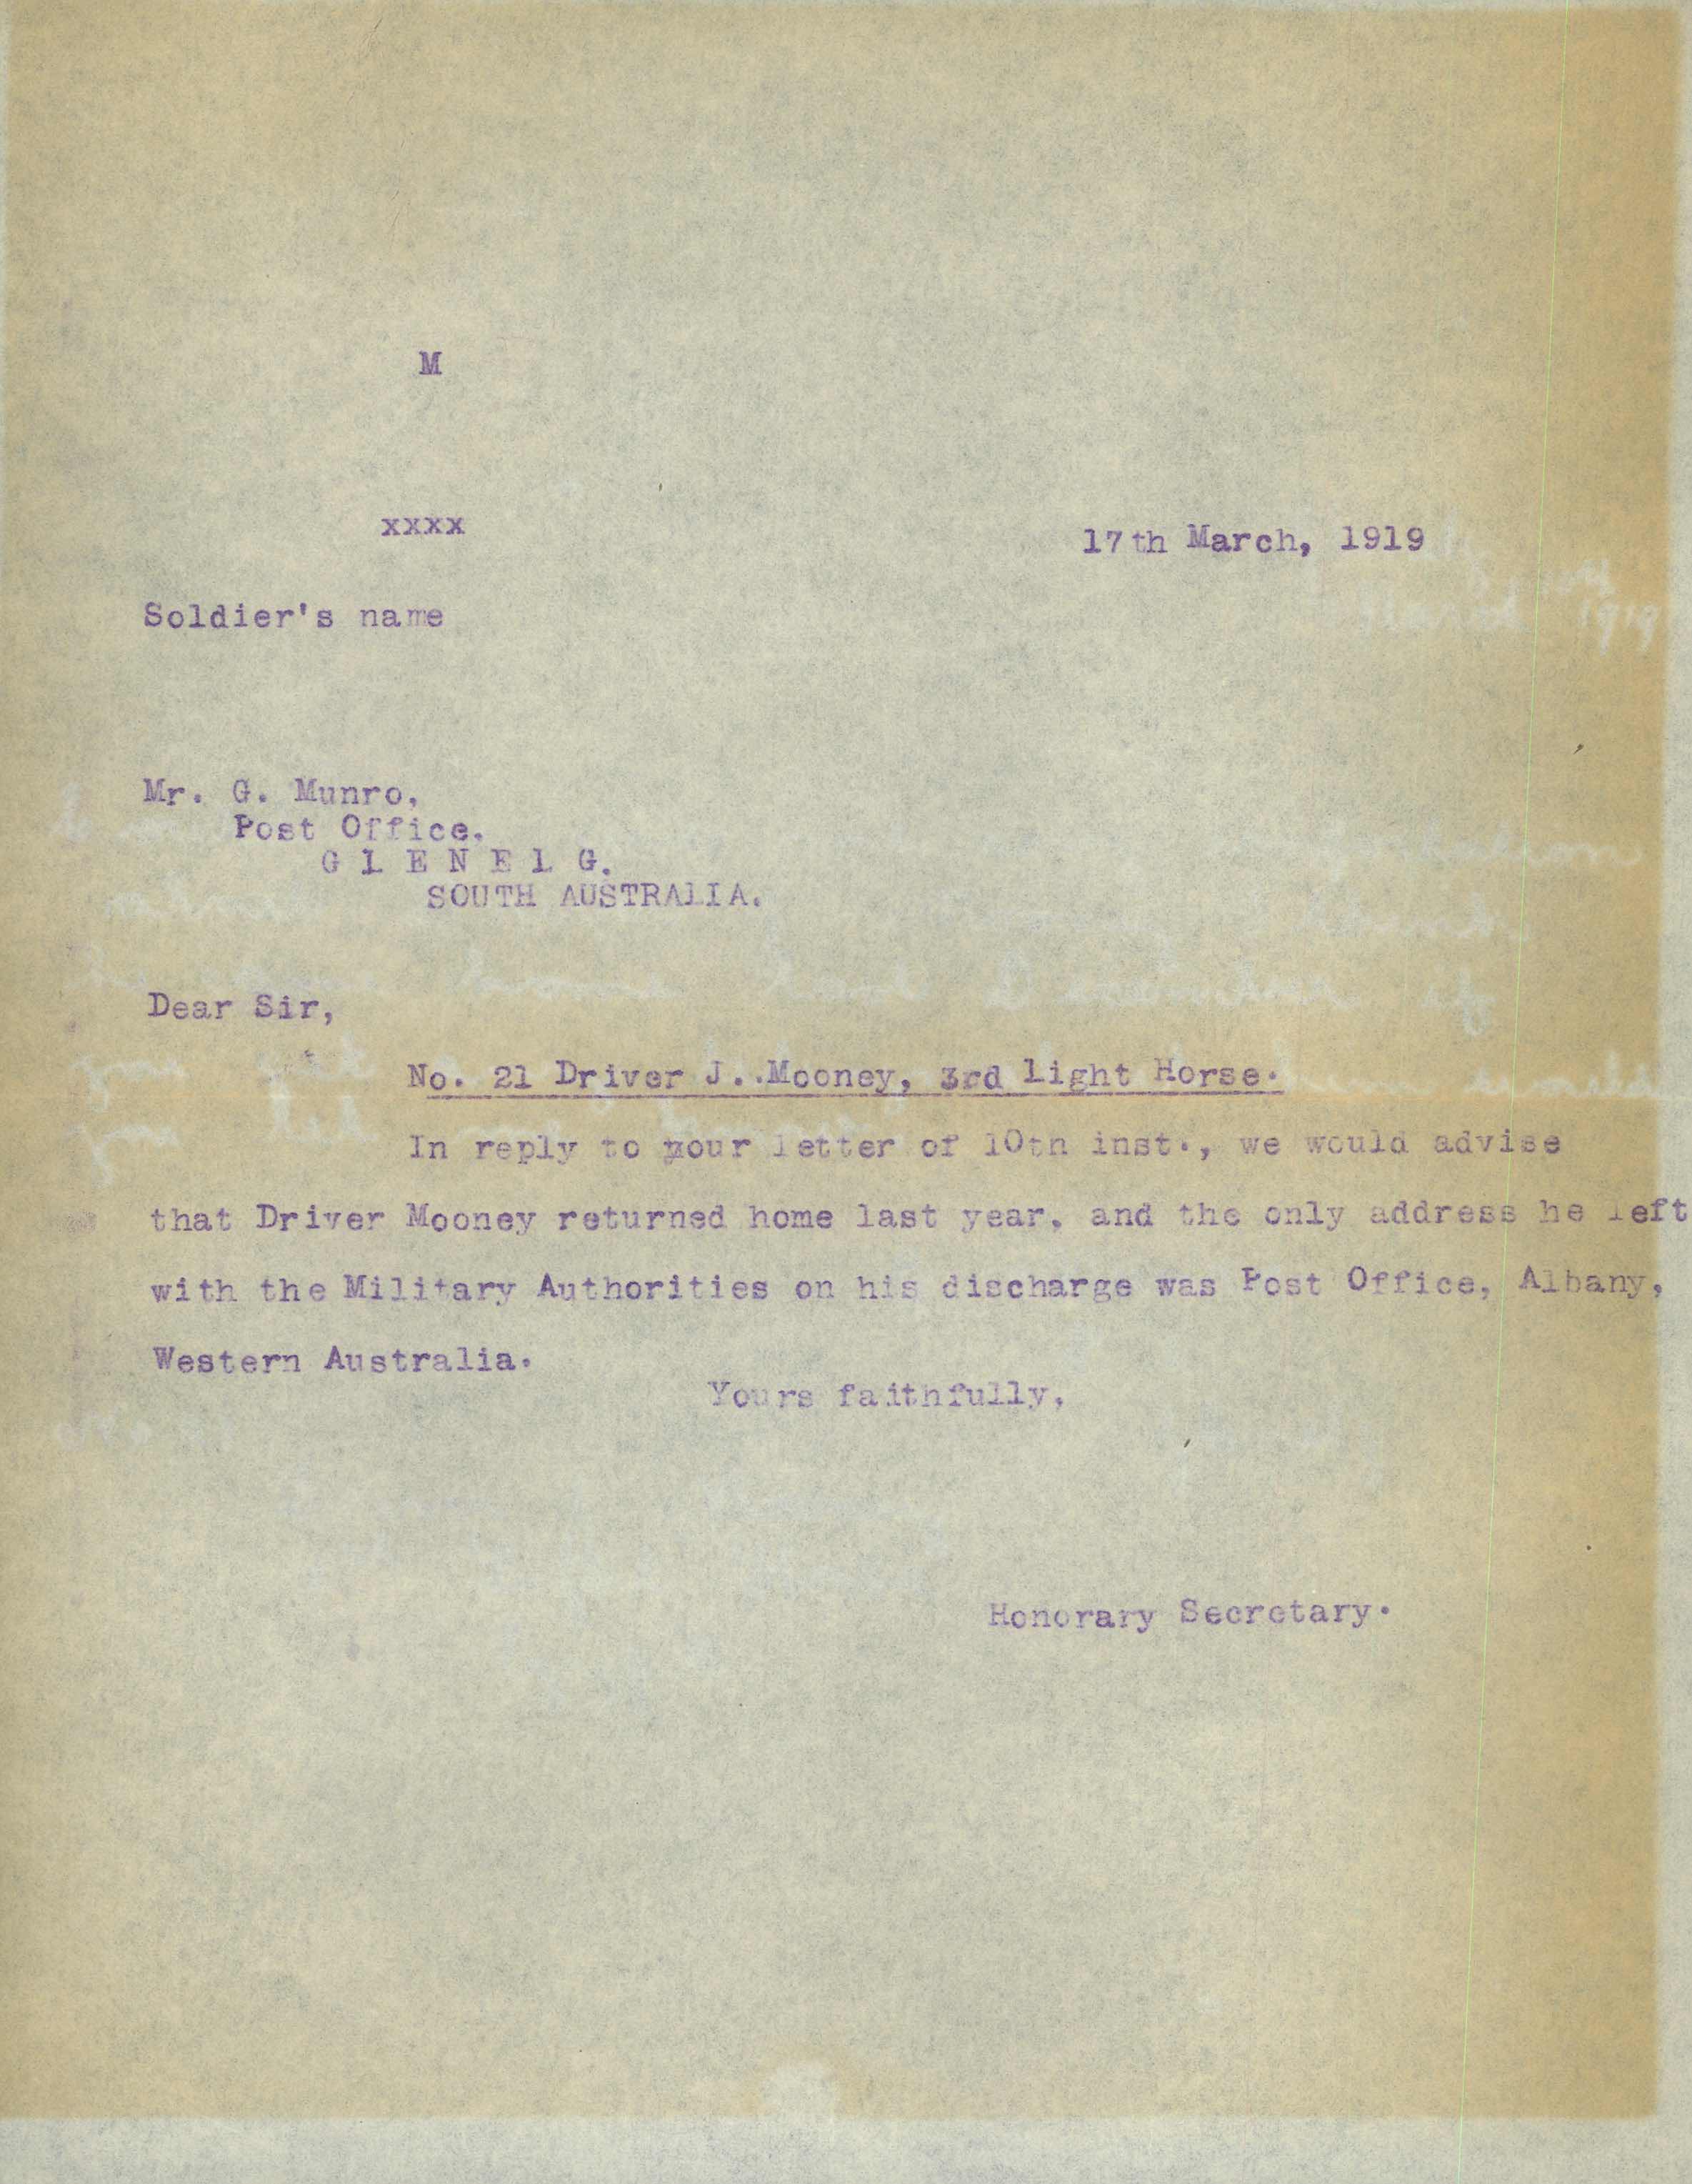 M
xxxx
17th March, 1919
Soldier's name
Mr. G. Munro,
Post Office.
G L E N E L G.
SOUTH AUSTRALIA.
Dear Sir,
No. 21 Driver J..Mooney, 3rd Light Horse.
In reply to your letter of 10th inst., we would advise
that Driver Mooney returned home last year, and the only address he left
with the Military Authorities on his discharge was Post Office, Albany,
Western Australia.
Yours faithfully,
Honorary Secretary.